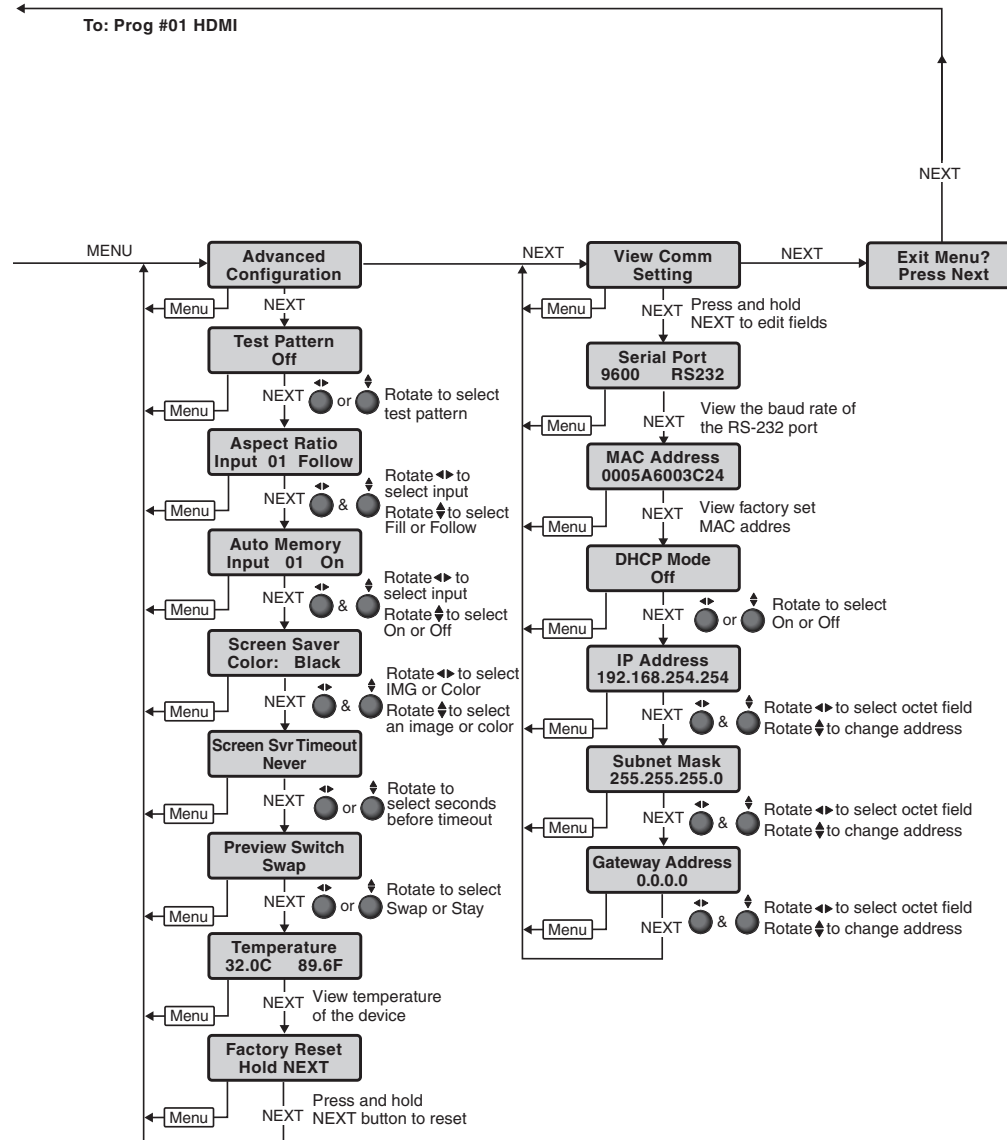 To: Prog #01 HDMI
NEXT
MENU
Advanced
Configuration
NEXT
View Comm
Setting
NEXT
Exit Menu?
Press Next
Menu
NEXT
Test Pattern
Off
Menu
NEXT
or
Rotate to select
test pattern
Aspect Ratio
Input 01 Follow
Menu
NEXT
&
Rotate to
select input
Rotate to select
Fill or Follow
Auto Memory
Input 01 On
Menu
NEXT
&
Rotate to
select input
Rotate to select
On or Off
Screen Saver
Color: Black
Menu
NEXT
&
Rotate to select
IMG or Color
Rotate to select
an image or color
Screen Svr Timeout
Never
Menu
NEXT
or
Rotate to
select seconds
before timeout
Preview Switch
Swap
Menu
NEXT
or
Rotate to select
Swap or Stay
Temperature
32.0C 89.6F
Menu
NEXT
View temperature
of the device
Factory Reset
Hold NEXT
Menu
NEXT
Press and hold
NEXT button to reset
Menu
NEXT
Press and hold
NEXT to edit fields
Serial Port
9600 RS232
Menu
NEXT
View the baud rate of
the RS-232 port
MAC Address
0005A6003C24
Menu
NEXT
View factory set
MAC addres
DHCP Mode
Off
Menu
NEXT
or
Rotate to select
On or Off
IP Address
192.168.254.254
Menu
NEXT
&
Rotate to select octet field
Rotate to change address
Subnet Mask
255.255.255.0
Menu
NEXT
&
Rotate to select octet field
Rotate to change address
Gateway Address
0.0.0.0
Menu
NEXT
&
Rotate to select octet field
Rotate to change address